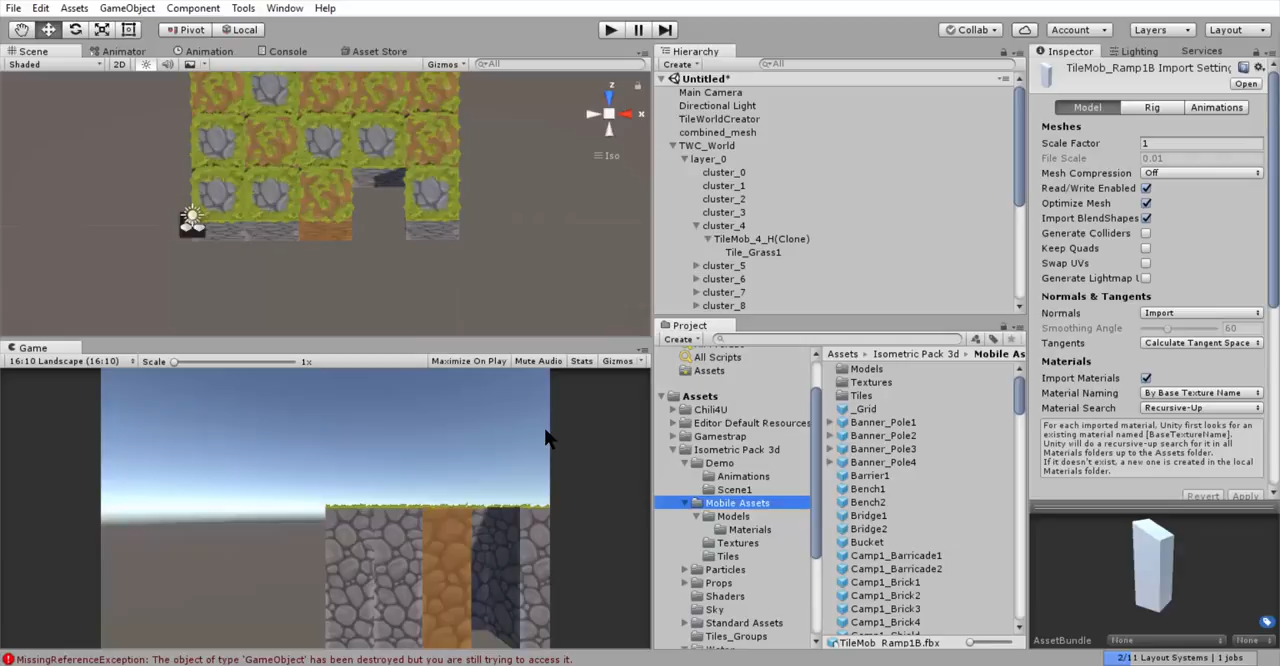 File Edit Assets GameObject Component Tools Window Help
Pivot Local Collab Account Layers Layout
Scene Animator Animation Console Asset Store
Shaded 2D Gizmos All
z
x
Iso
Game
16:10 Landscape (16:10) Scale 1x Maximize On Play Mute Audio Stats Gizmos
Hierarchy
Create All
Untitled*
Main Camera
Directional Light
TileWorldCreator
combined_mesh
TWC_World
layer_0
cluster_0
cluster_1
cluster_2
cluster_3
cluster_4
TileMob_4_H(Clone)
Tile_Grass1
cluster_5
cluster_6
cluster_7
cluster_8
Project
Create
All Scripts
Assets
Assets
Chili4U
Editor Default Resources
Gamestrap
Isometric Pack 3d
Demo
Animations
Scene1
Mobile Assets
Models
Materials
Textures
Tiles
Particles
Props
Shaders
Sky
Standard Assets
Tiles_Groups
Assets Isometric Pack 3d Mobile As
Models
Textures
Tiles
_Grid
Banner_Pole1
Banner_Pole2
Banner_Pole3
Banner_Pole4
Barrier1
Bench1
Bench2
Bridge1
Bridge2
Bucket
Camp1_Barricade1
Camp1_Barricade2
Camp1_Brick1
Camp1_Brick2
Camp1_Brick3
Camp1_Brick4
TileMob_Ramp1B.fbx
Inspector Lighting Services
TileMob_Ramp1B Import Setting
Open
Model Rig Animations
Meshes
Scale Factor 1
File Scale 0.01
Mesh Compression Off
Read/Write Enabled
Optimize Mesh
Import BlendShapes
Generate Colliders
Keep Quads
Swap UVs
Generate Lightmap U
Normals & Tangents
Normals Import
Smoothing Angle 60
Tangents Calculate Tangent Space
Materials
Import Materials
Material Naming By Base Texture Name
Material Search Recursive-Up
For each imported material, Unity first looks for an
existing material named [BaseTextureName].
Unity will do a recursive-up search for it in all
Materials folders up to the Assets folder.
If it doesn't exist, a new one is created in the local
Materials folder.
Revert Apply
AssetBundle None None
MissingReferenceException: The object of type 'GameObject' has been destroyed but you are still trying to access it.
2/11 Layout Systems | 1 jobs